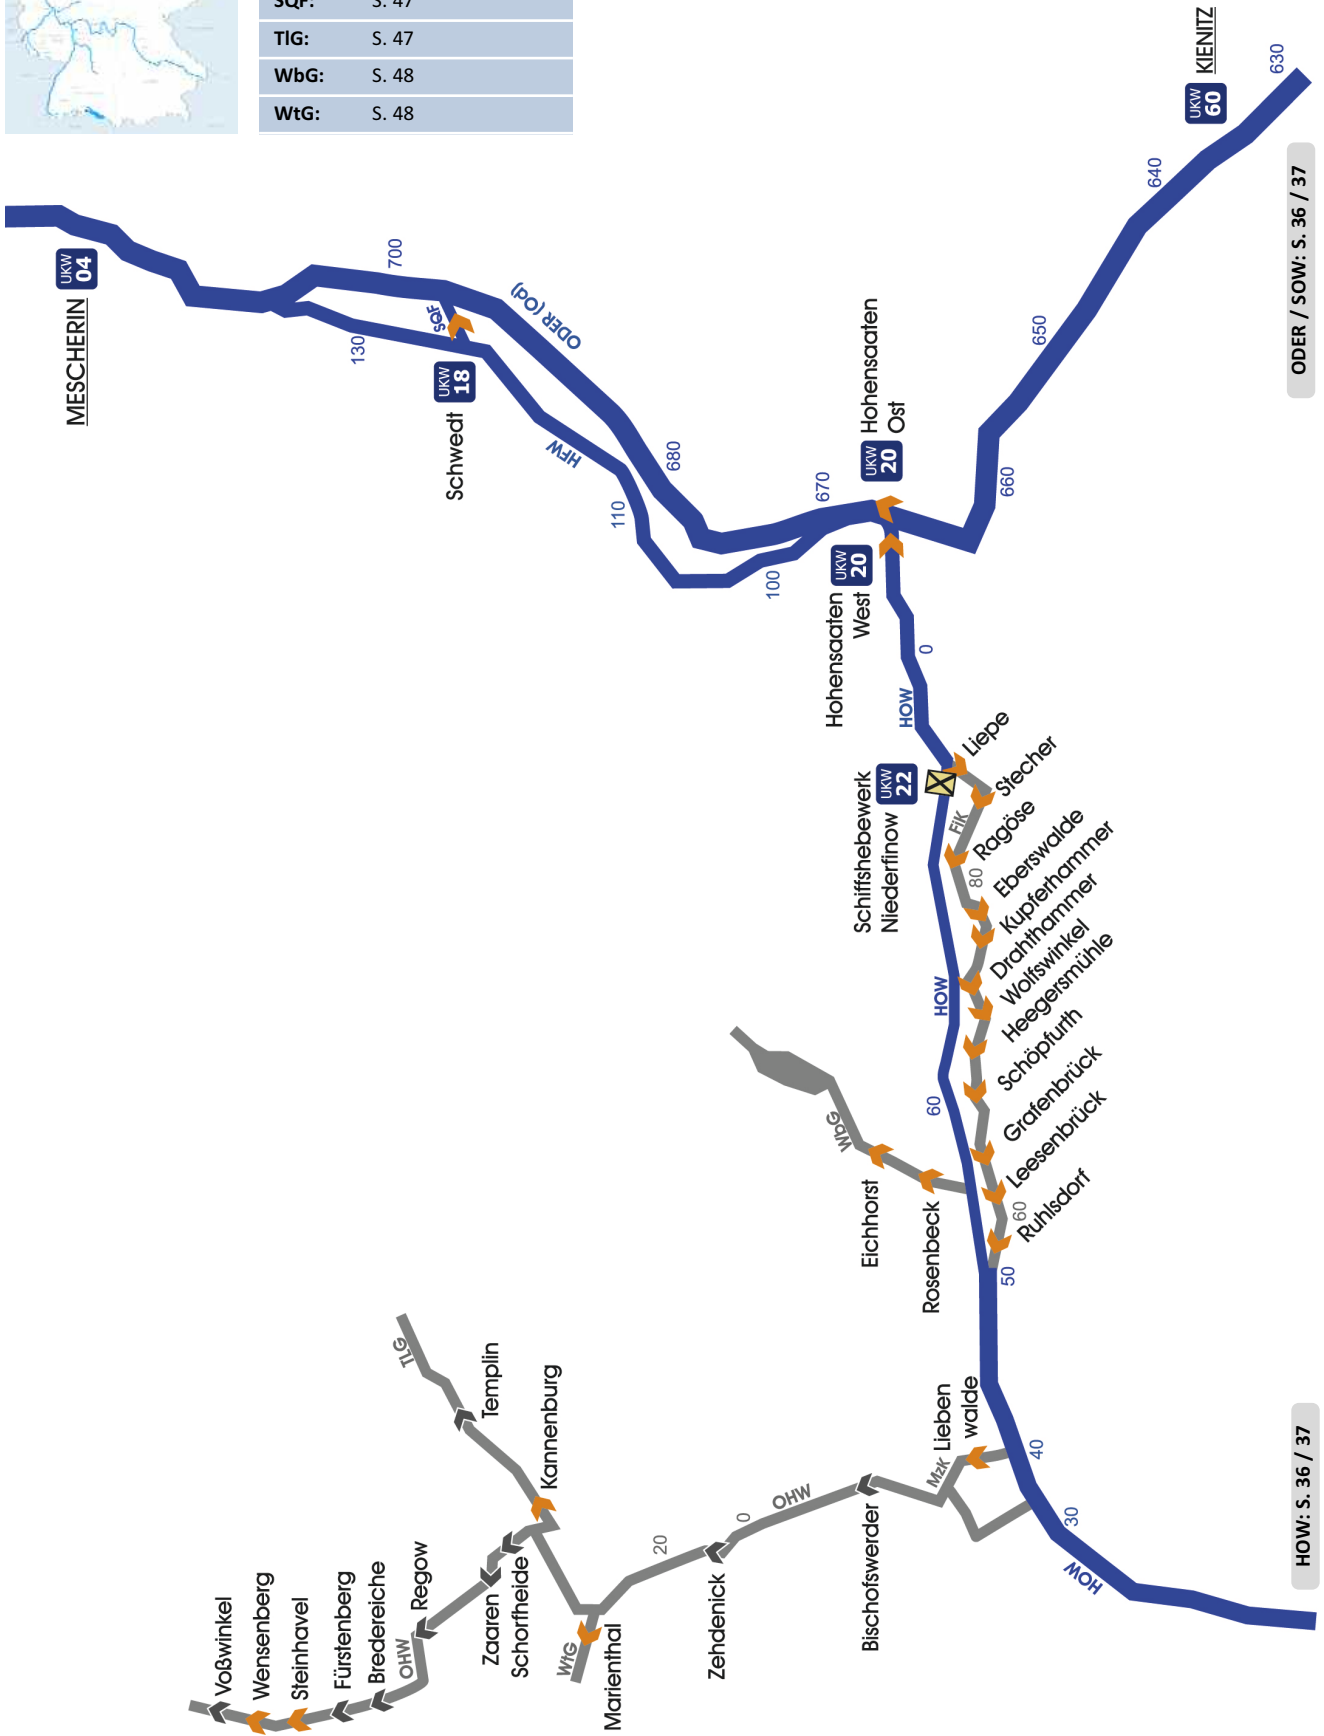 SQF: S. 47
TlG: S. 47
WbG: S. 48
WtG: S. 48
UKW
60
KIENITZ
630
640
ODER / SOW: S. 36 / 37
650
660
MESCHERIN
UKW
04
700
SQF
130
ODER (Od)
UKW
18
Schwedt
HFW
680
110
670
100
Hohensaaten
Ost
UKW
20
Hohensaaten
West
UKW
20
0
HOW
Schiffshebewerk
Niederfinow
UKW
22
Liepe
Stecher
FiK
Ragöse
80
Eberswalde
Kupferhammer
Drahthammer
Wolfswinkel
Heegersmühle
Schöpfurth
Grafenbrück
Leesenbrück
60
Ruhlsdorf
HOW
60
50
WbG
Eichhorst
Rosenbeck
TLG
Templin
Kannenburg
MzK
Lieben
walde
40
30
HOW
HOW: S. 36 / 37
Bischofswerder
OHW
0
20
Zehdenick
WtG
Marienthal
Schorfheide
Zaaren
Regow
OHW
Bredereiche
Fürstenberg
Steinhavel
Wensenberg
Voßwinkel